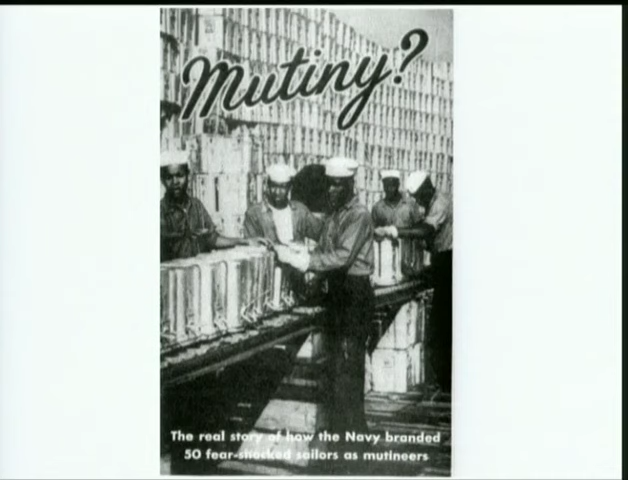 Mutiny?
The real story of how the Navy branded
50 fear-shocked sailors as mutineers